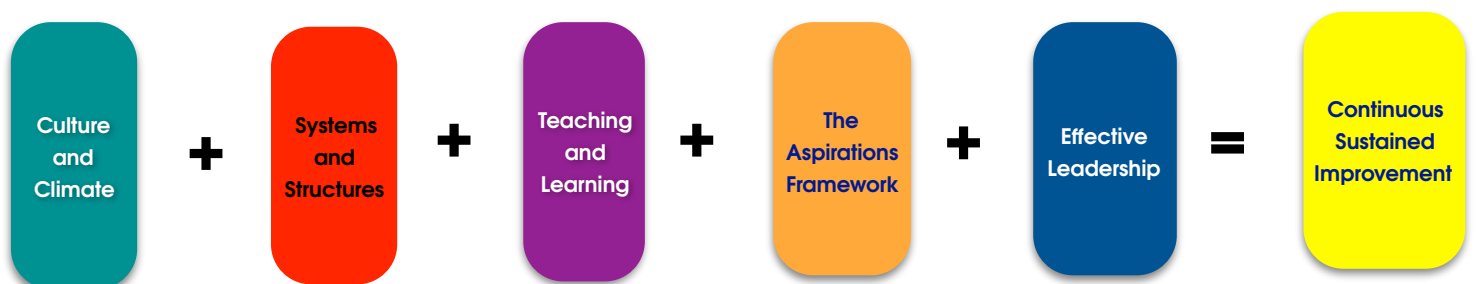 Culture
and
Climate
+
Systems
and
Structures
+
Teaching
and
Learning
+
The
Aspirations
Framework
+
Effective
Leadership
=
Continuous
Sustained
Improvement